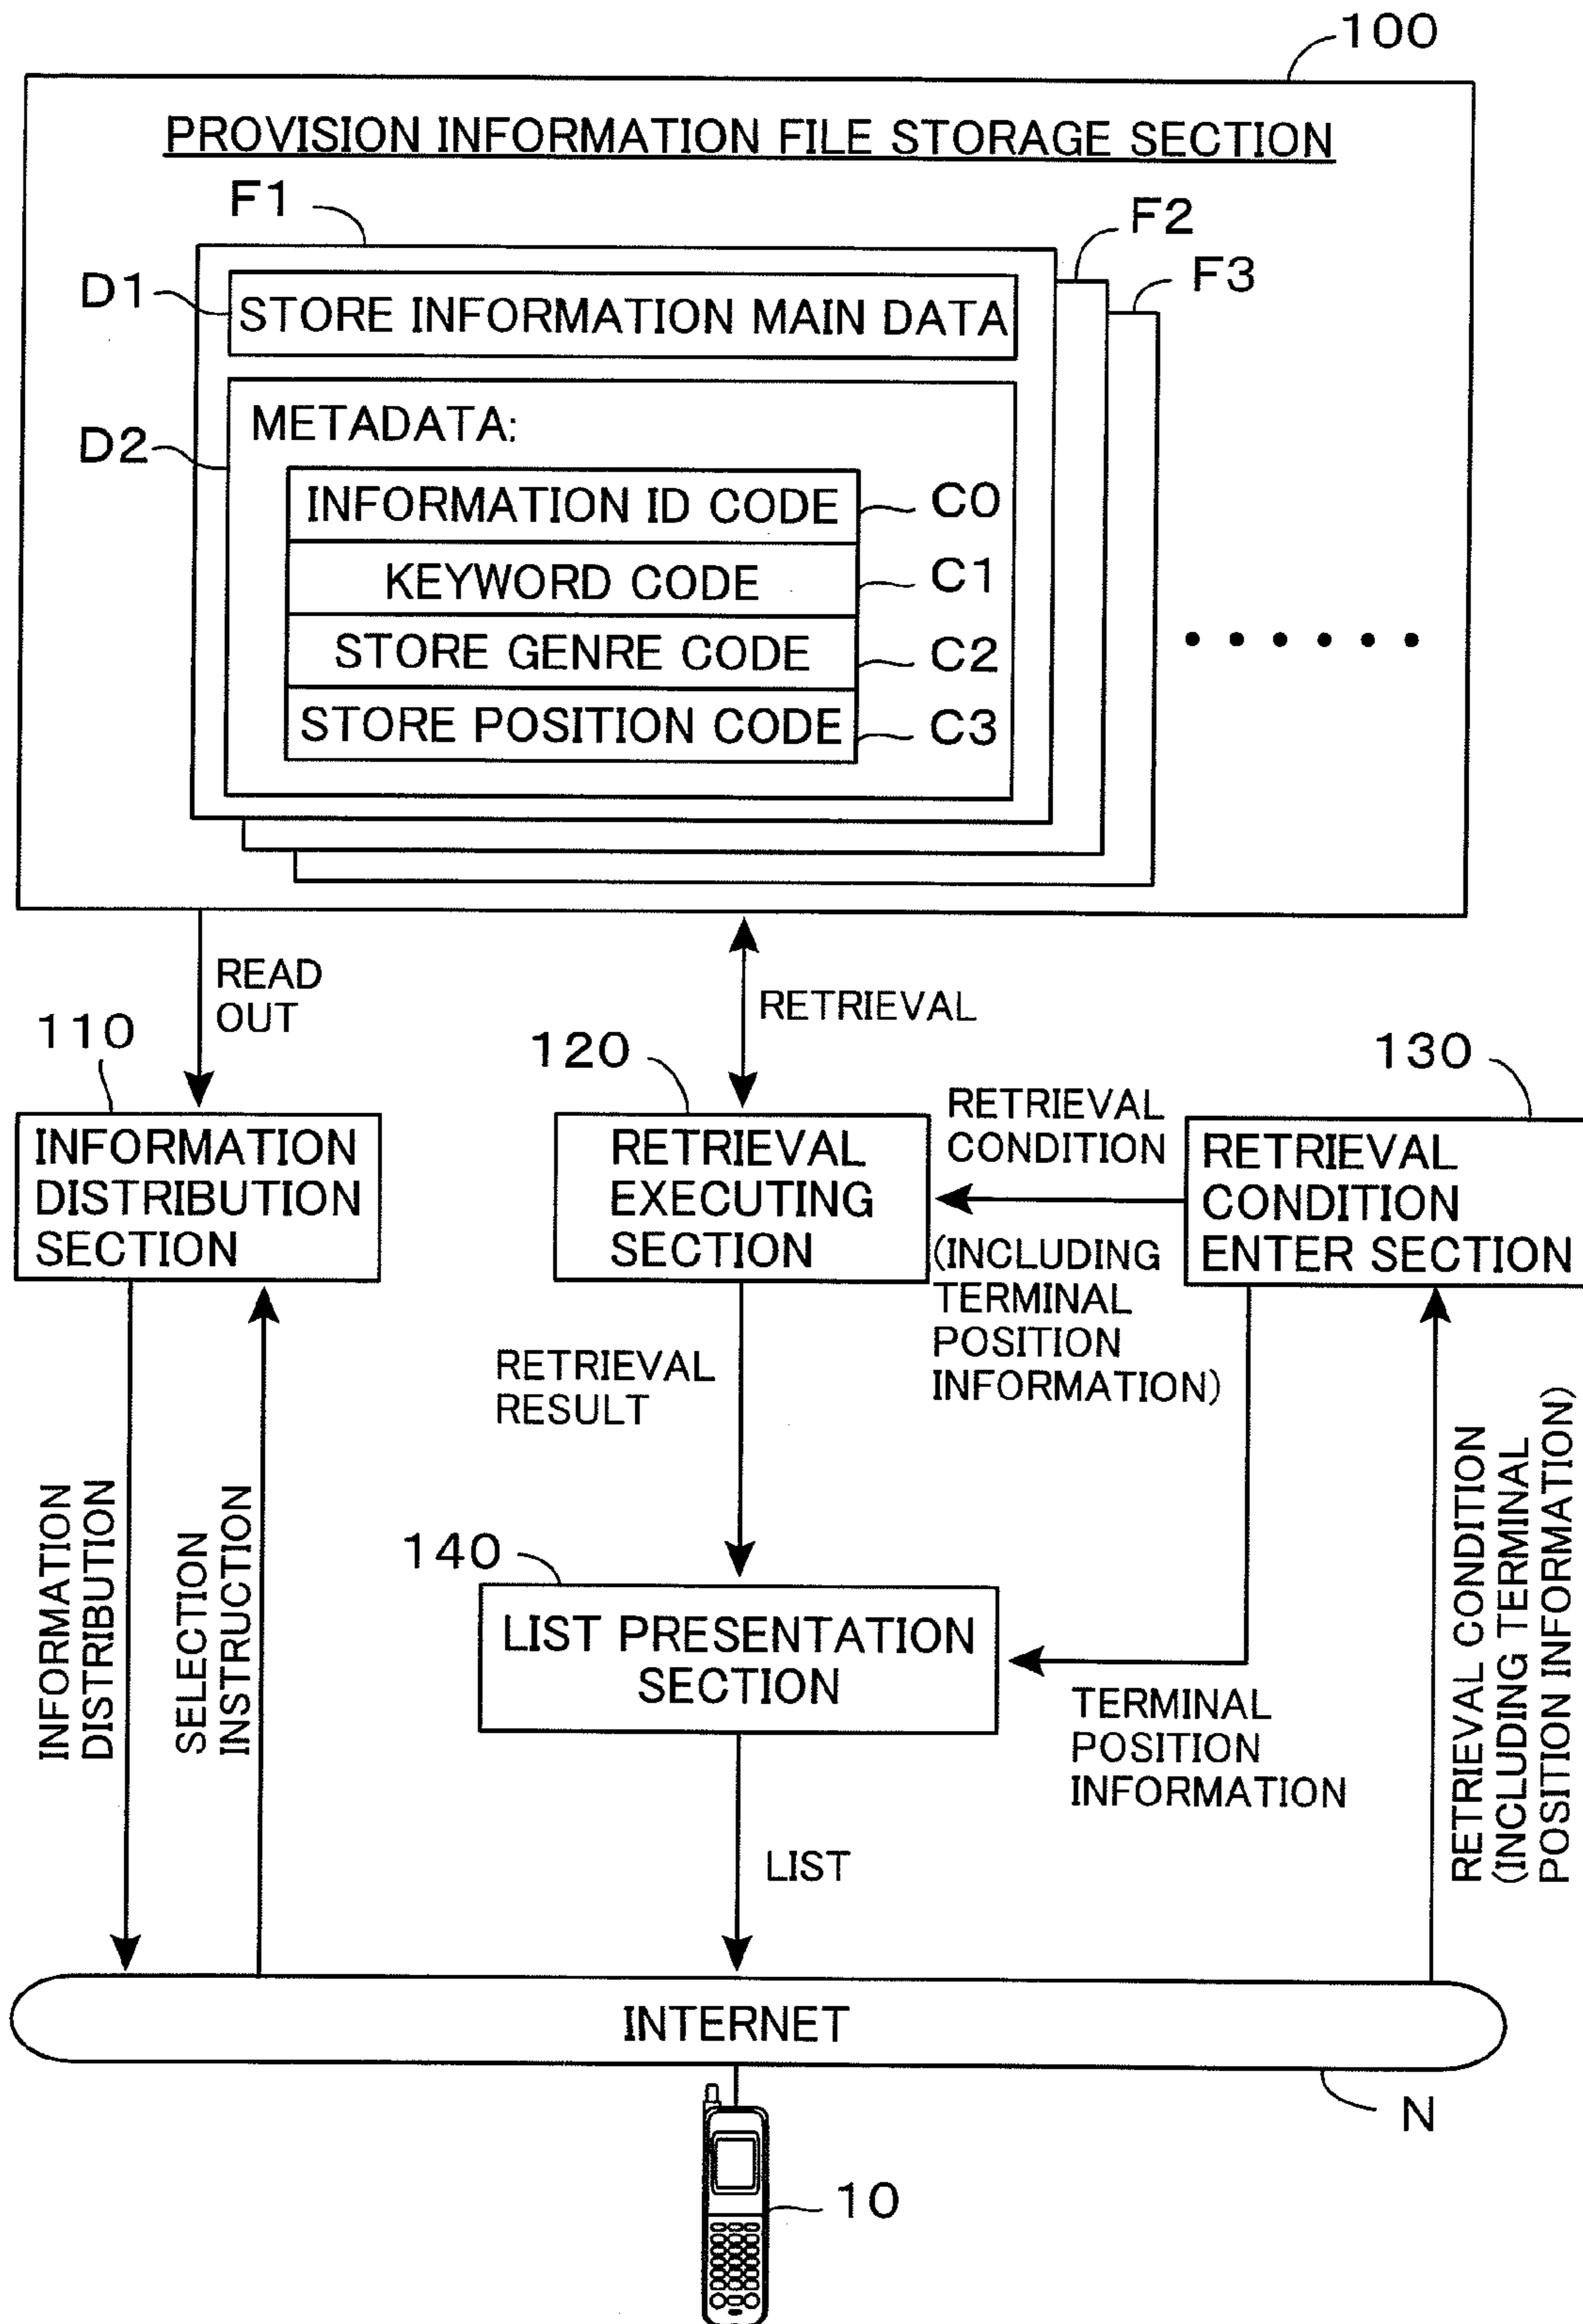 100
PROVISION INFORMATION FILE STORAGE SECTION
F1
F2
F3
D1
STORE INFORMATION MAIN DATA
D2
METADATA:
INFORMATION ID CODE
C0
KEYWORD CODE
C1
STORE GENRE CODE
C2
STORE POSITION CODE
C3
READ
OUT
RETRIEVAL
110
120
130
INFORMATION
DISTRIBUTION
SECTION
RETRIEVAL
EXECUTING
SECTION
RETRIEVAL
CONDITION
(INCLUDING
TERMINAL
POSITION
INFORMATION)
RETRIEVAL
CONDITION
ENTER SECTION
RETRIEVAL
RESULT
INFORMATION
DISTRIBUTION
SELECTION
INSTRUCTION
140
LIST PRESENTATION
SECTION
TERMINAL
POSITION
INFORMATION
RETRIEVAL CONDITION
(INCLUDING TERMINAL
POSITION INFORMATION)
LIST
INTERNET
N
10